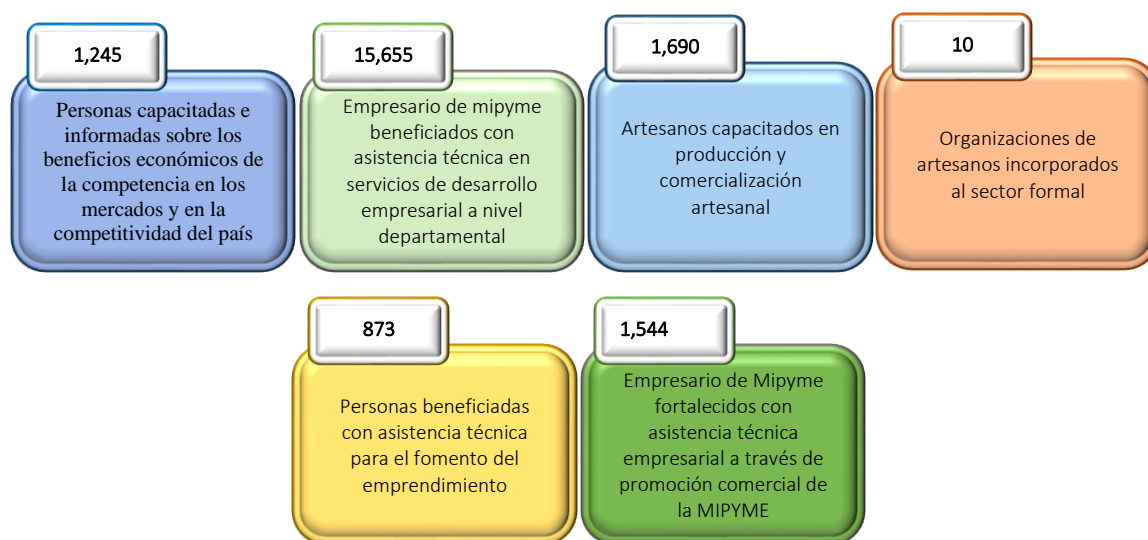 1,245
Personas capacitadas e
informadas sobre los
beneficios económicos de
la competencia en los
mercados y en la
competitividad del país
15,655
Empresario de mipyme
beneficiados con
asistencia técnica en
servicios de desarrollo
empresarial a nivel
departamental
1,690
Artesanos capacitados en
producción y
comercialización
artesanal
10
Organizaciones de
artesanos incorporados
al sector formal
873
Personas beneficiadas
con asistencia técnica
para el fomento del
emprendimiento
1,544
Empresario de Mipyme
fortalecidos con
asistencia técnica
empresarial a través de
promoción comercial de
la MIPYME